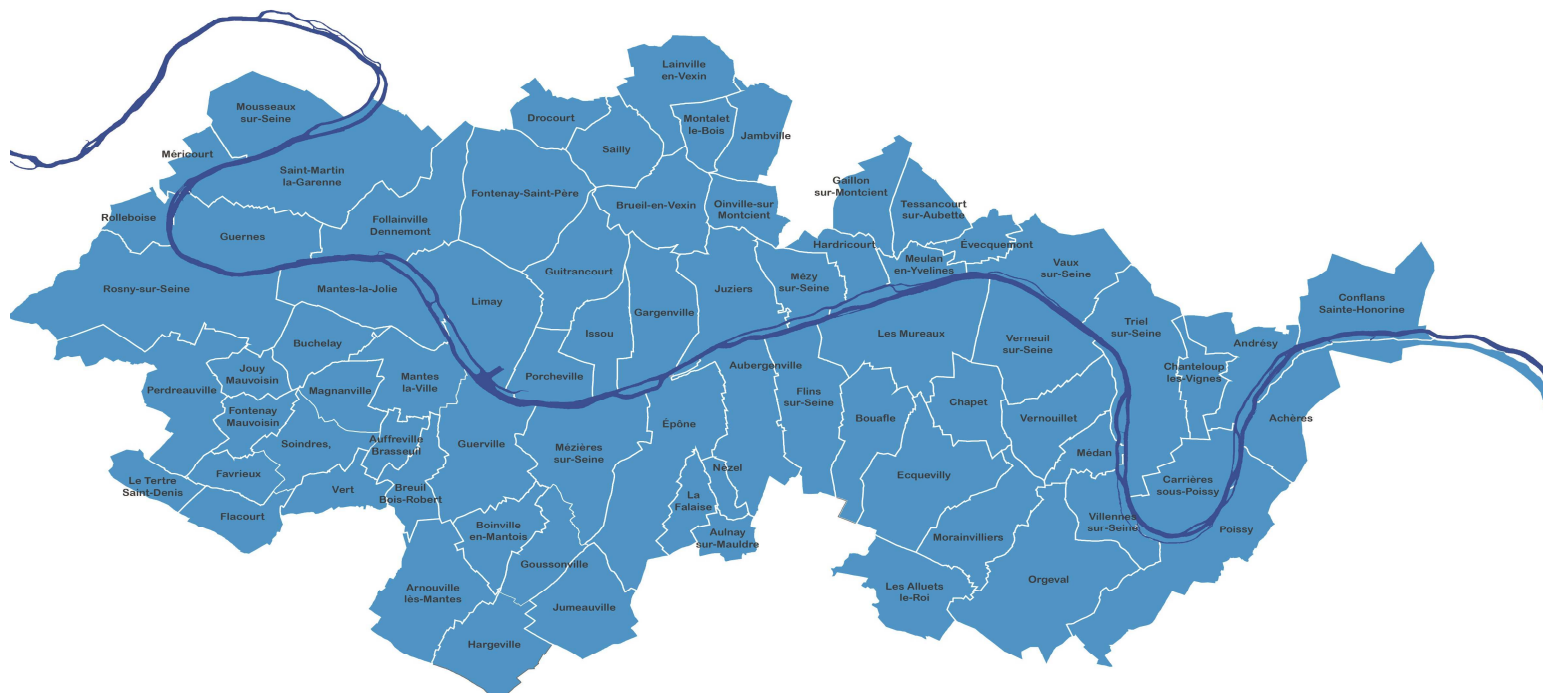 Lainville
en-Vexin
Mousseaux
sur-Seine
Drocourt
Montalet
le-Bois
Jambville
Sailly
Méricourt
Saint-Martin
la-Garenne
Fontenay-Saint-Père
Gaillon
sur-Montcient
Brueil-en-Vexin
Oinville-sur
Montcient
Tessancourt
sur-Aubette
Rolleboise
Guernes
Follainville
Dennemont
Hardricourt
Évecquemont
Meulan
en-Yvelines
Vaux
sur-Seine
Guitrancourt
Mézy
sur-Seine
Rosny-sur-Seine
Mantes-la-Jolie
Limay
Juziers
Gargenville
Issou
Conflans
Sainte-Honorine
Les Mureaux
Verneuil
sur-Seine
Triel
sur-Seine
Andrésy
Buchelay
Chanteloup
les-Vignes
Aubergenville
Jouy
Mauvoisin
Perdreauville
Magnanville
Mantes
la-Ville
Porcheville
Flins
sur-Seine
Bouafle
Chapet
Vernouillet
Achères
Fontenay
Mauvoisin
Soindres,
Auffreville
Brasseuil
Guerville
Mézières
sur-Seine
Épône
Médan
Nézel
Ecquevilly
Carrières
sous-Poissy
Le Tertre
Saint-Denis
Favrieux
Vert
Breuil
Bois-Robert
La
Falaise
Flacourt
Boinville
en-Mantois
Aulnay
sur-Mauldre
Villennes
sur-Seine
Poissy
Morainvilliers
Goussonville
Orgeval
Arnouville
lès-Mantes
Les Alluets
le-Roi
Jumeauville
Hargeville